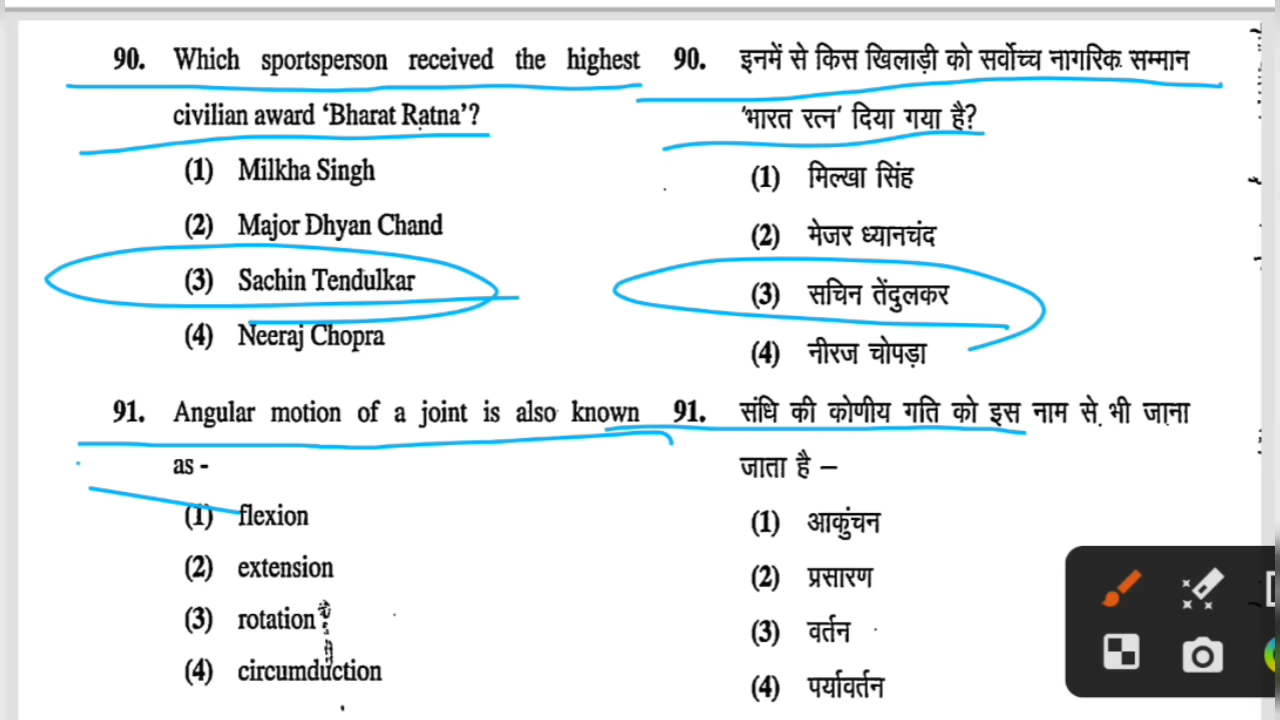 90. Which sportsperson received the highest
civilian award ‘Bharat Ratna’?
(1) Milkha Singh
(2) Major Dhyan Chand
(3) Sachin Tendulkar
(4) Neeraj Chopra
91. Angular motion of a joint is also known
as -
(1) flexion
(2) extension
(3) rotation
(4) circumduction
90. इनमें से किस खिलाड़ी को सर्वोच्च नागरिक सम्मान
‘भारत रत्न’ दिया गया है?
(1) मिल्खा सिंह
(2) मेजर ध्यानचंद
(3) सचिन तेंदुलकर
(4) नीरज चोपड़ा
91. संधि की कोणीय गति को इस नाम से भी जाना
जाता है –
(1) आकुंचन
(2) प्रसारण
(3) वर्तन
(4) पर्यावर्तन